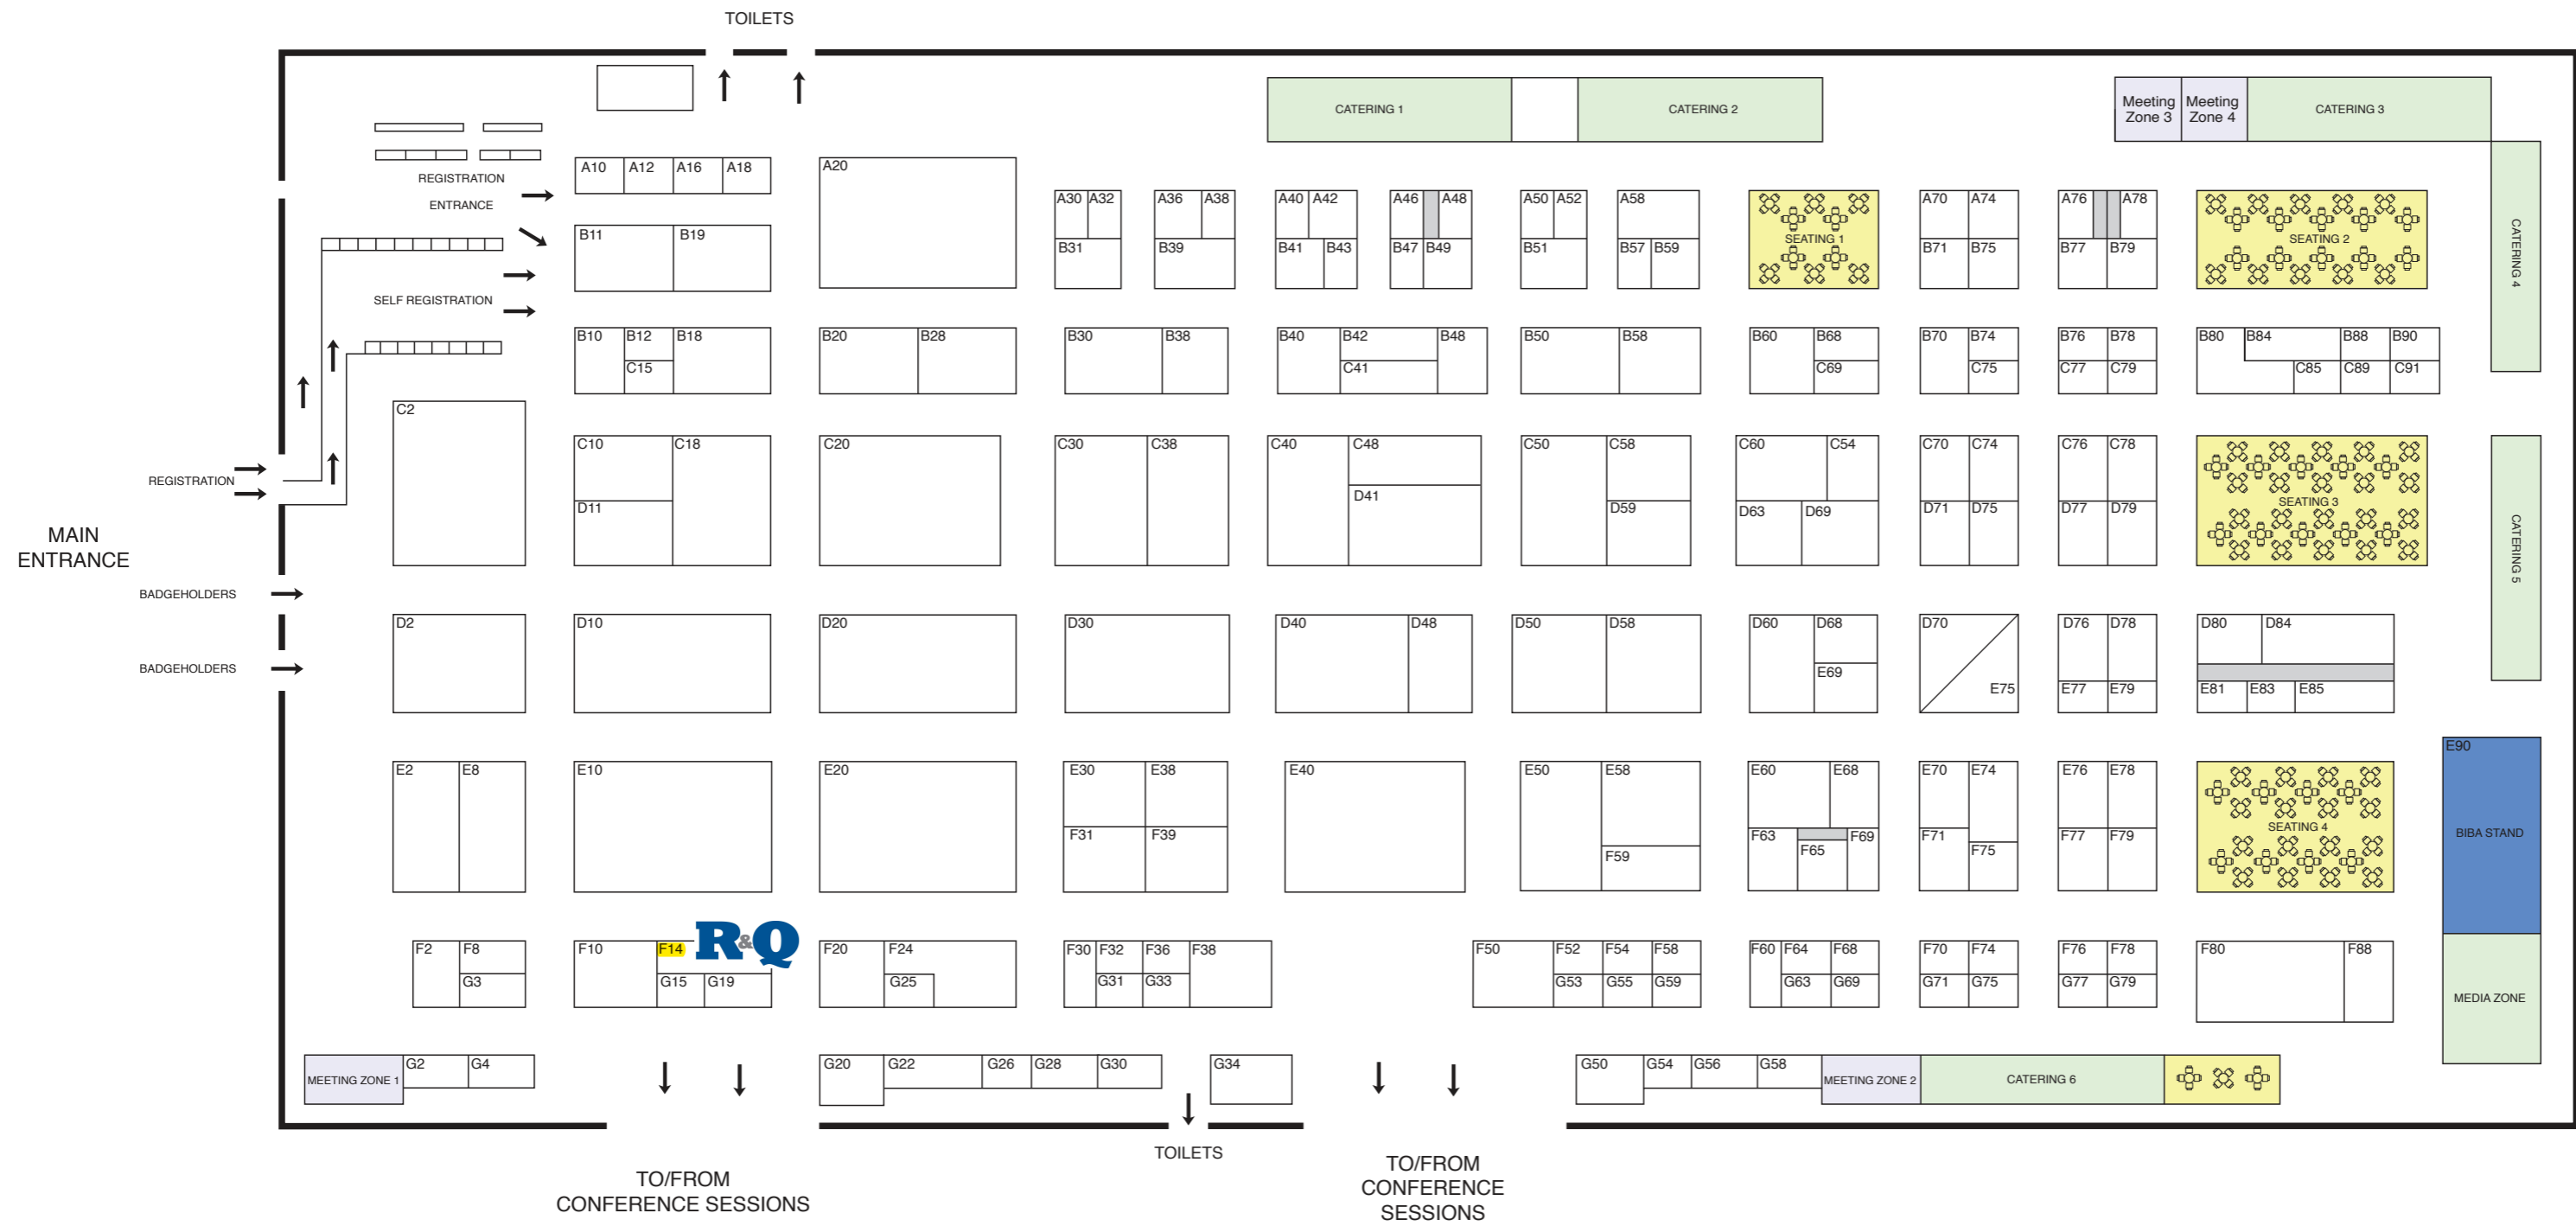 TOILETS
CATERING 1
CATERING 2
Meeting
Zone 3
Meeting
Zone 4
CATERING 3
CATERING 4
REGISTRATION
ENTRANCE
A10 A12 A16 A18
A20
A30 A32 A36 A38 A40 A42 A46 A48 A50 A52 A58
SEATING 1
A70 A74 A76 A78
SEATING 2
B11 B19
B31 B39 B41 B43 B47 B49 B51 B57 B59 B71 B75 B77 B79
SELF REGISTRATION
B10 B12 B18 B20 B28 B30 B38 B40 B42 B48 B50 B58 B60 B68 B70 B74 B76 B78 B80 B84 B88 B90
C15 C41 C69 C75 C77 C79 C85 C89 C91
C2
C10 C18 C20 C30 C38 C40 C48 C50 C58 C60 C54 C70 C74 C76 C78
SEATING 3
CATERING 5
REGISTRATION
D11 D41 D59 D63 D69 D71 D75 D77 D79
MAIN
ENTRANCE
BADGEHOLDERS
BADGEHOLDERS
D2 D10 D20 D30 D40 D48 D50 D58 D60 D68 D70 D76 D78 D80 D84
E69 E75 E77 E79 E81 E83 E85
E90
BIBA STAND
E2 E8 E10 E20 E30 E38 E40 E50 E58 E60 E68 E70 E74 E76 E78
SEATING 4
F31 F39 F59 F63 F65 F69 F71 F75 F77 F79
F2 F8 F10 F14 R&Q F20 F24 F30 F32 F36 F38 F50 F52 F54 F58 F60 F64 F68 F70 F74 F76 F78 F80 F88
G3 G15 G19 G25 G31 G33 G53 G55 G59 G63 G69 G71 G75 G77 G79
MEDIA ZONE
MEETING ZONE 1
G2 G4 G20 G22 G26 G28 G30 G34 G50 G54 G56 G58
MEETING ZONE 2
CATERING 6
TOILETS
TO/FROM
CONFERENCE SESSIONS
TO/FROM
CONFERENCE
SESSIONS